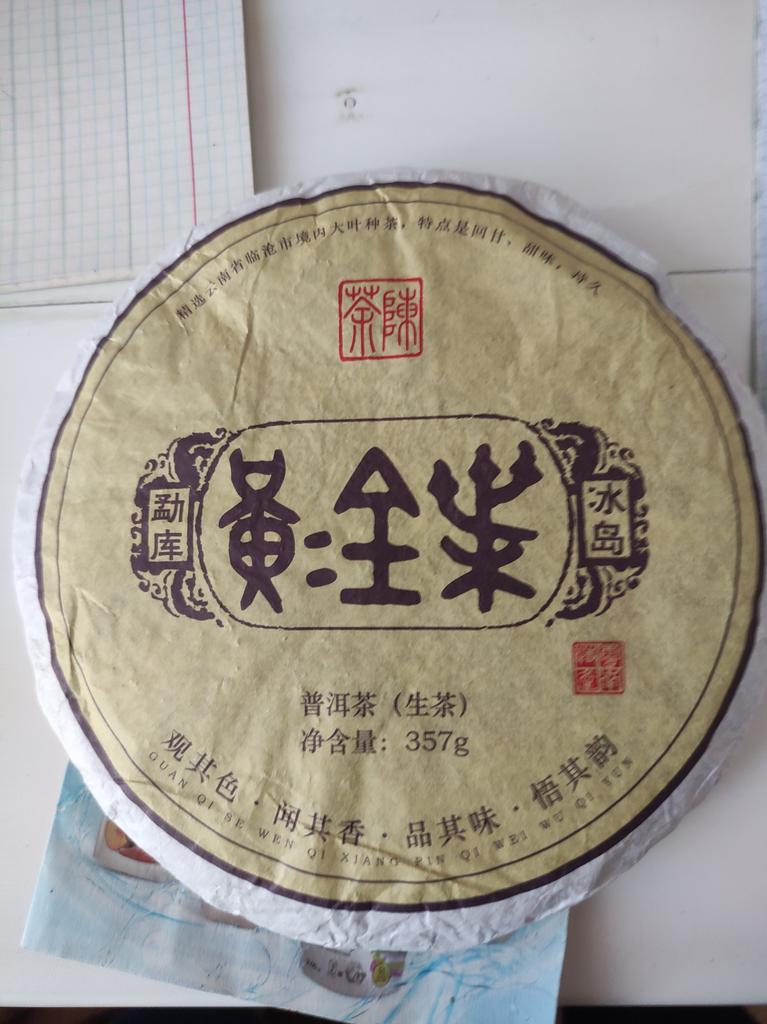 精选云南省临沧市境内大叶种茶，特点是回甘，甜味，持久
陳茶
勐库
冰岛
普洱茶（生茶）
净含量：357g
观其色·闻其香·品其味·悟其韵
GUAN QI SE WEN QI XIANG PIN QI WEI WU QI YUN